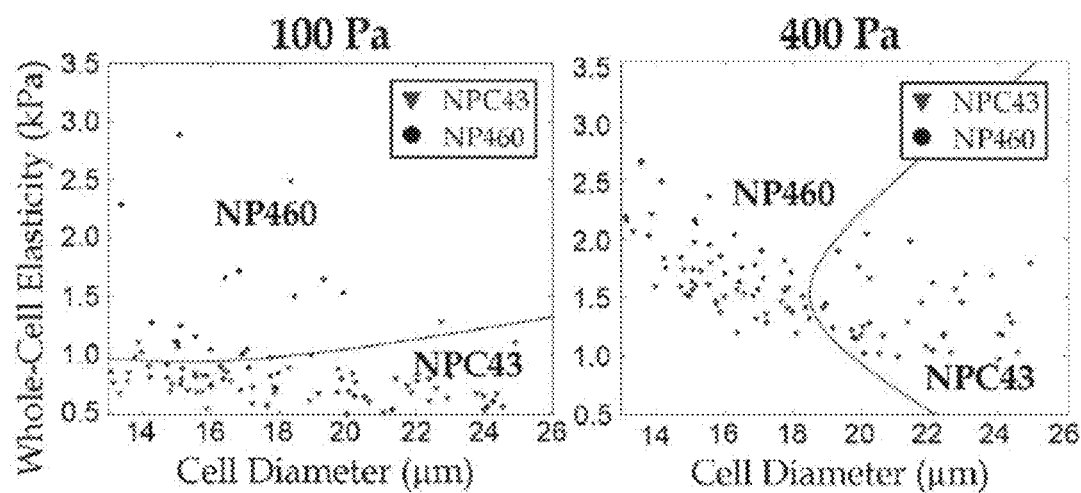 100 Pa
400 Pa
Whole-Cell Elasticity (kPa)
3.5
3.0
2.5
2.0
1.5
1.0
0.5
NPC43
NP460
NP460
NPC43
14 16 18 20 22 24 26
Cell Diameter (μm)
3.5
3.0
2.5
2.0
1.5
1.0
0.5
NPC43
NP460
NP460
NPC43
14 16 18 20 22 24 26
Cell Diameter (μm)